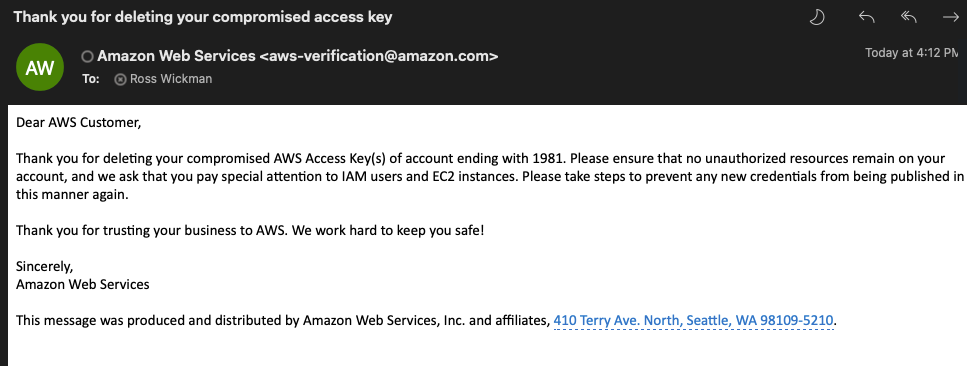 Thank you for deleting your compromised access key
AW
Amazon Web Services <aws-verification@amazon.com>
Today at 4:12 PM
To: Ross Wickman
Dear AWS Customer,
Thank you for deleting your compromised AWS Access Key(s) of account ending with 1981. Please ensure that no unauthorized resources remain on your
account, and we ask that you pay special attention to IAM users and EC2 instances. Please take steps to prevent any new credentials from being published in
this manner again.
Thank you for trusting your business to AWS. We work hard to keep you safe!
Sincerely,
Amazon Web Services
This message was produced and distributed by Amazon Web Services, Inc. and affiliates, 410 Terry Ave. North, Seattle, WA 98109-5210.